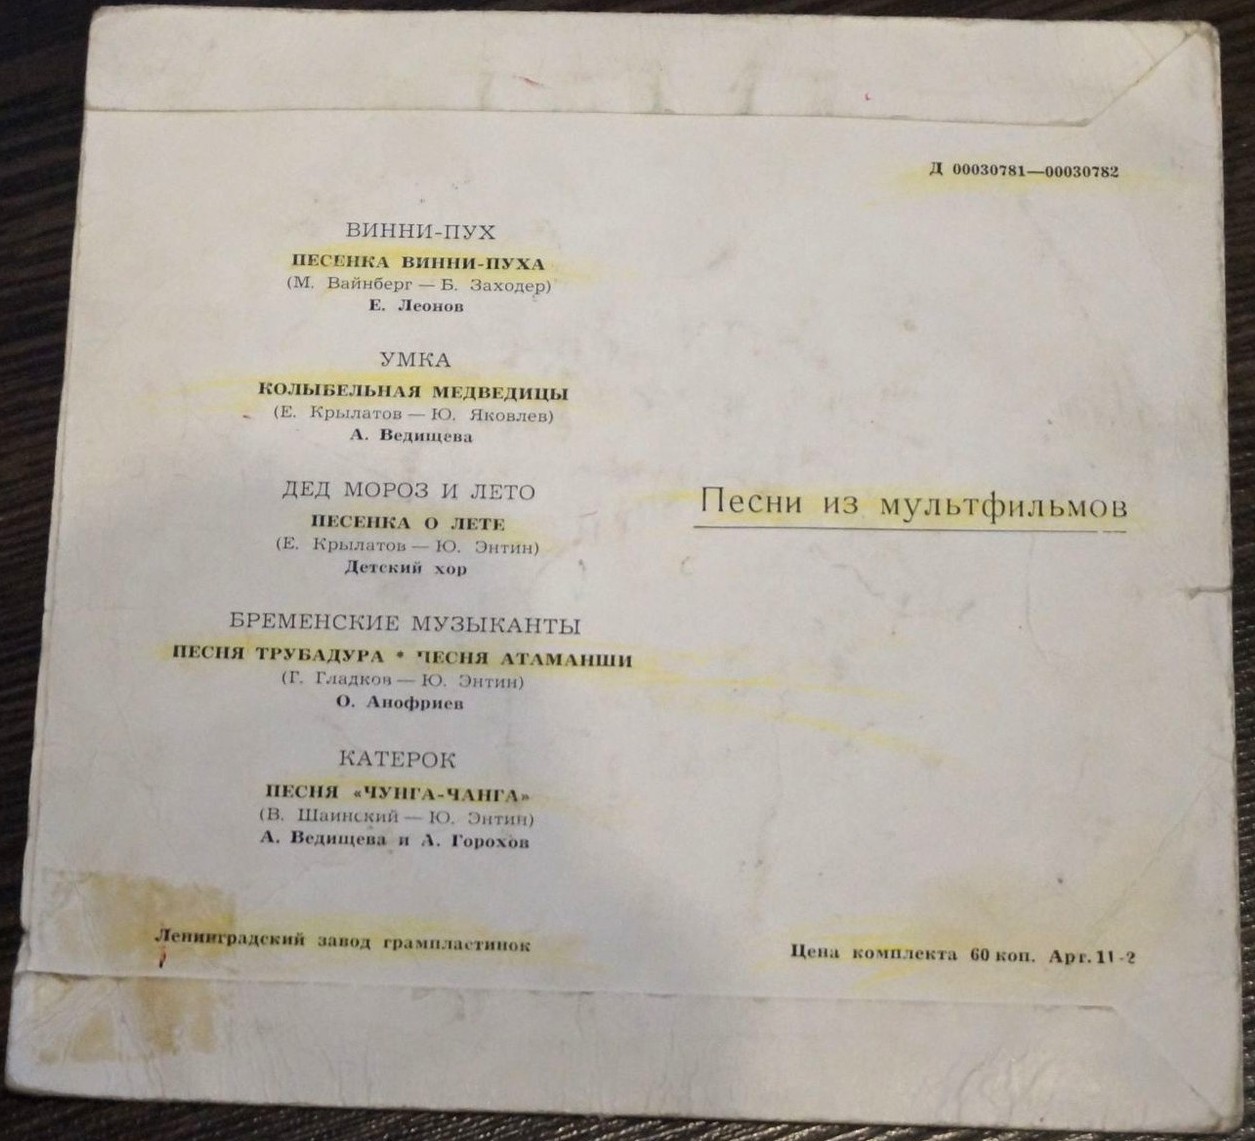 Д 00030781—00030782
ВИННИ-ПУХ
ПЕСЕНКА ВИННИ-ПУХА
(М. Вайнберг — Б. Заходер)
Е. Леонов
УМКА
КОЛЫБЕЛЬНАЯ МЕДВЕДИЦЫ
(Е. Крылатов — Ю. Яковлев)
А. Ведищева
ДЕД МОРОЗ И ЛЕТО
ПЕСЕНКА О ЛЕТЕ
(Е. Крылатов — Ю. Энтин)
Детский хор
БРЕМЕНСКИЕ МУЗЫКАНТЫ
ПЕСНЯ ТРУБАДУРА • ПЕСНЯ АТАМАНШИ
(Г. Гладков — Ю. Энтин)
О. Анофриев
КАТЕРОК
ПЕСНЯ «ЧУНГА-ЧАНГА»
(В. Шаинский — Ю. Энтин)
А. Ведищева и А. Горохов
Песни из мультфильмов
Ленинградский завод грампластинок
Цена комплекта 60 коп. Арт. 11-2